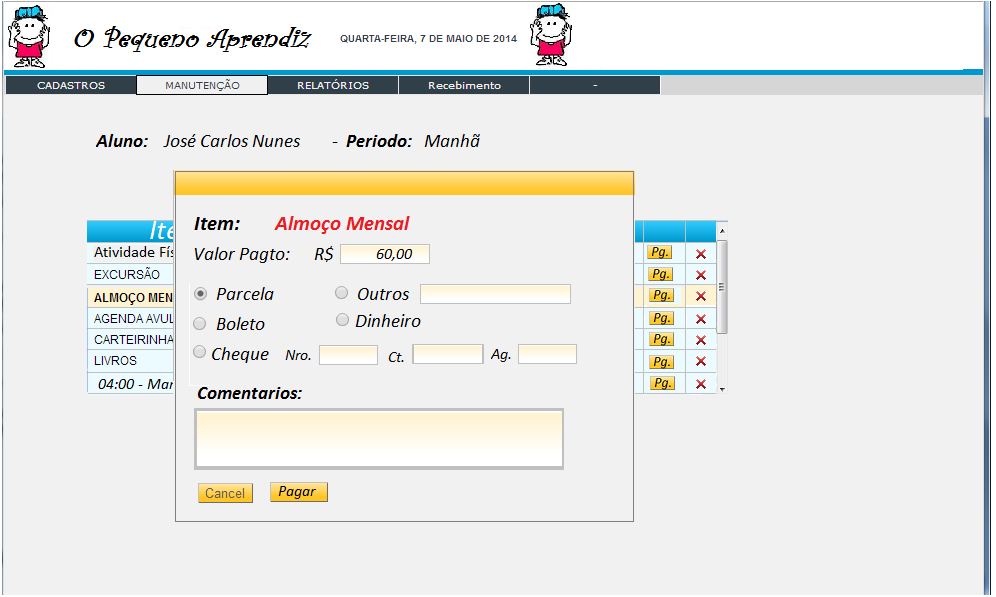 O Pequeno Aprendiz QUARTA-FEIRA, 7 DE MAIO DE 2014
CADASTROS MANUTENÇÃO RELATÓRIOS Recebimento -
Aluno: José Carlos Nunes - Periodo: Manhã
Ite
Atividade Fís Pg.
EXCURSÃO Pg.
ALMOÇO MEN Pg.
AGENDA AVUL Pg.
CARTEIRINHA Pg.
LIVROS Pg.
04:00 - Mar Pg.
Item: Almoço Mensal
Valor Pagto: R$ 60,00
Parcela Outros
Boleto Dinheiro
Cheque Nro. Ct. Ag.
Comentarios:
Cancel Pagar